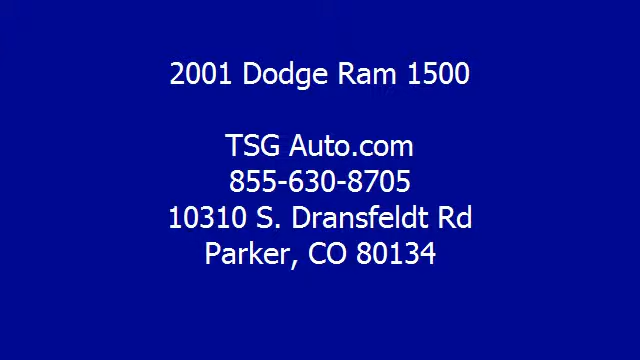 2001 Dodge Ram 1500
TSG Auto.com
855-630-8705
10310 S. Dransfeldt Rd
Parker, CO 80134